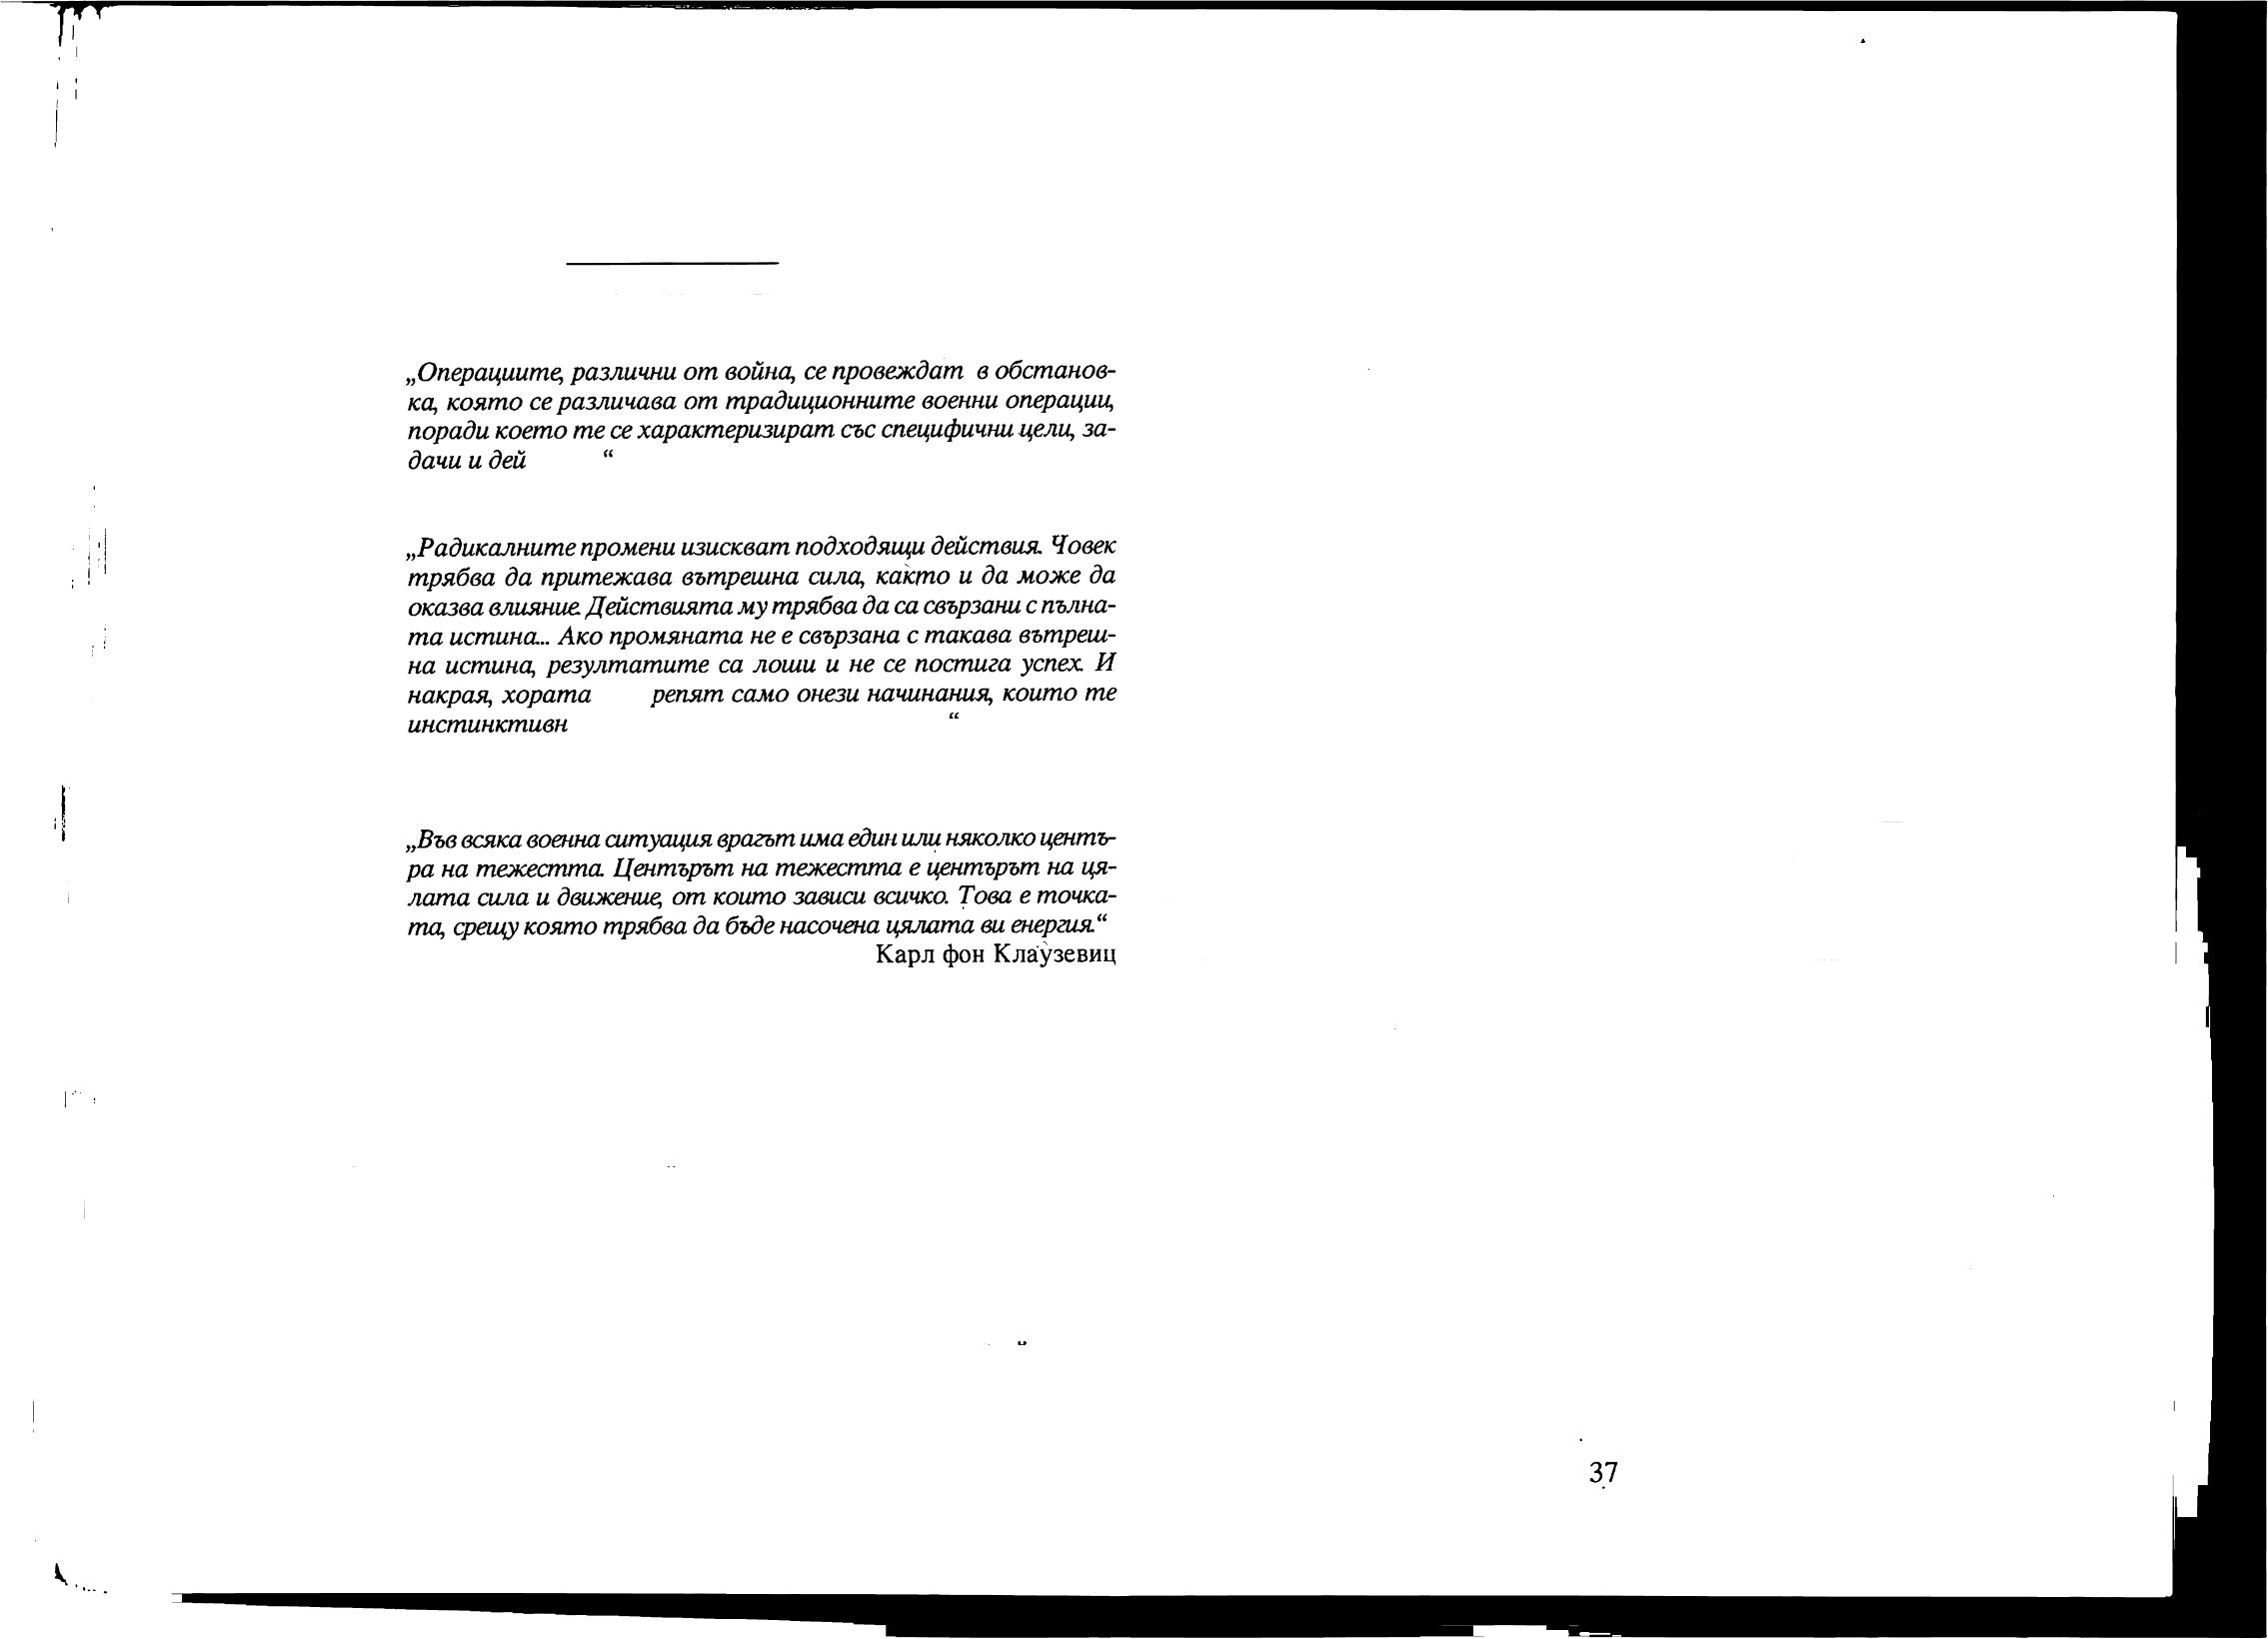 „Операциите, различни от война, се провеждат в обстанов-
ка, която се различава от традиционните военни операции,
поради което те се характеризират със специфични цели, за-
дачи и дей “
„Радикалните промени изискват подходящи действия. Човек
трябва да притежава вътрешна сила, както и да може да
оказва влияние. Действията му трябва да са свързани с пълна-
та истина... Ако промяната не е свързана с такава вътреш-
на истина, резултатите са лоши и не се постига успех. И
накрая, хората репят само онези начинания, които те
инстинктивн “
„Във всяка военна ситуация врагът има един или няколко центъ-
ра на тежестта. Центърът на тежестта е центърът на ця-
лата сила и движение, от които зависи всичко. Това е точка-
та, срещу която трябва да бъде насочена цялата ви енергия.“
Карл фон Клаузевиц
37